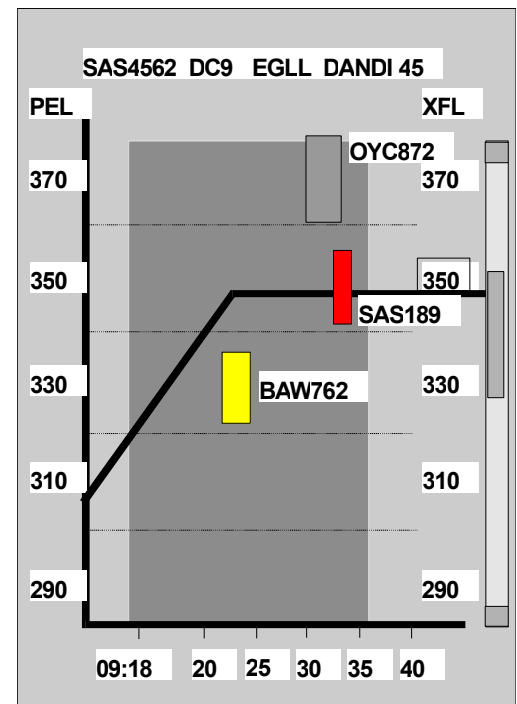 SAS4562 DC9 EGLL DANDI 45
PEL XFL
OYC872
370 370
350 350
SAS189
330 330
BAW762
310 310
290 290
09:18 20 25 30 35 40